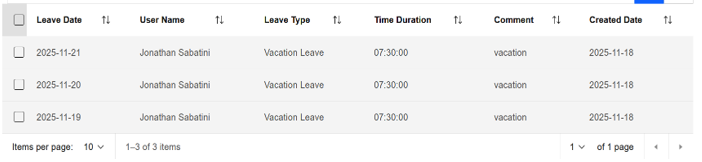 Leave Date User Name Leave Type Time Duration Comment Created Date
2025-11-21 Jonathan Sabatini Vacation Leave 07:30:00 vacation 2025-11-18
2025-11-20 Jonathan Sabatini Vacation Leave 07:30:00 vacation 2025-11-18
2025-11-19 Jonathan Sabatini Vacation Leave 07:30:00 vacation 2025-11-18
Items per page: 10 1–3 of 3 items 1 of 1 page